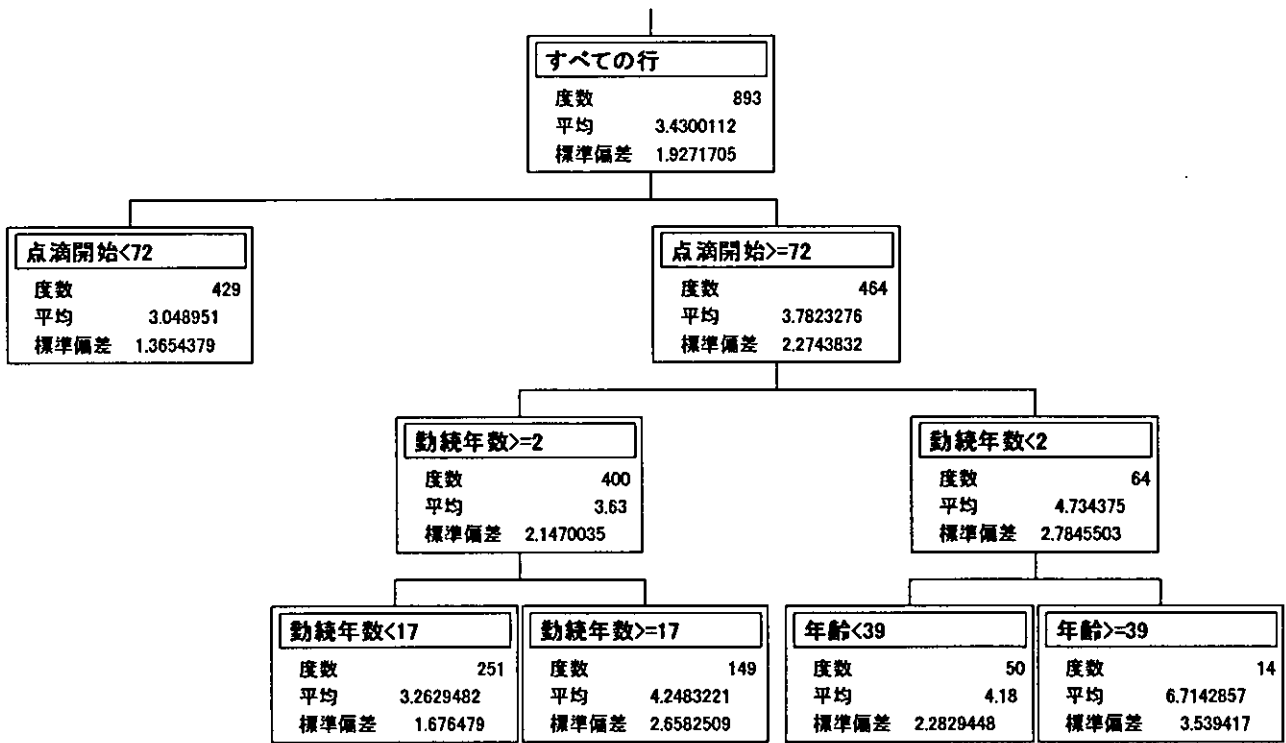 すべての行
度数 893
平均 3.4300112
標準偏差 1.9271705
点滴開始<72
度数 429
平均 3.048951
標準偏差 1.3654379
点滴開始>=72
度数 464
平均 3.7823276
標準偏差 2.2743832
勤続年数>=2
度数 400
平均 3.63
標準偏差 2.1470035
勤続年数<2
度数 64
平均 4.734375
標準偏差 2.7845503
勤続年数<17
度数 251
平均 3.2629482
標準偏差 1.676479
勤続年数>=17
度数 149
平均 4.2483221
標準偏差 2.6582509
年齢<39
度数 50
平均 4.18
標準偏差 2.2829448
年齢>=39
度数 14
平均 6.7142857
標準偏差 3.539417